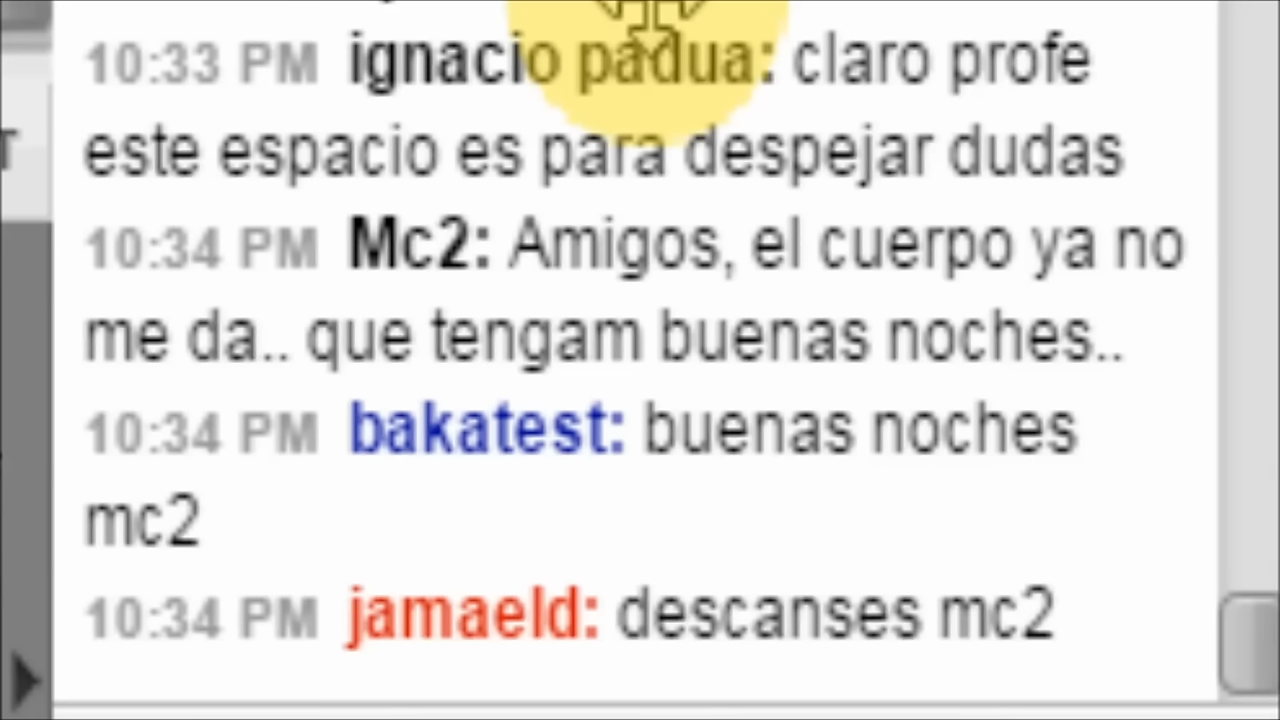 10:33 PM ignacio padua: claro profe
este espacio es para despejar dudas
10:34 PM Mc2: Amigos, el cuerpo ya no
me da.. que tengam buenas noches..
10:34 PM bakatest: buenas noches
mc2
10:34 PM jamaeld: descanses mc2